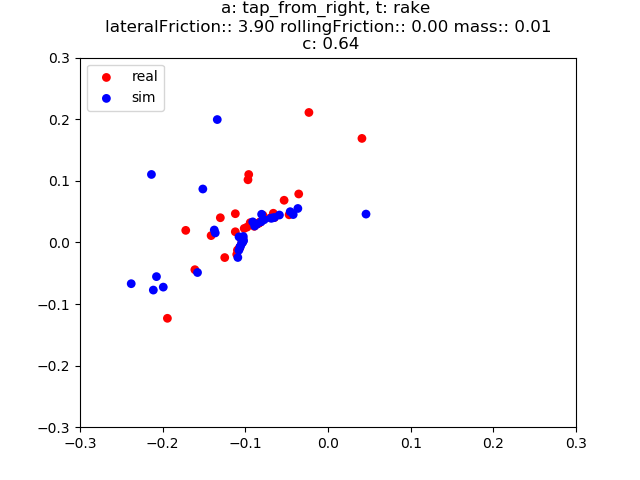 a: tap_from_right, t: rake
lateralFriction:: 3.90 rollingFriction:: 0.00 mass:: 0.01
c: 0.64
real
sim
0.3
0.2
0.1
0.0
−0.1
−0.2
−0.3
−0.3 −0.2 −0.1 0.0 0.1 0.2 0.3